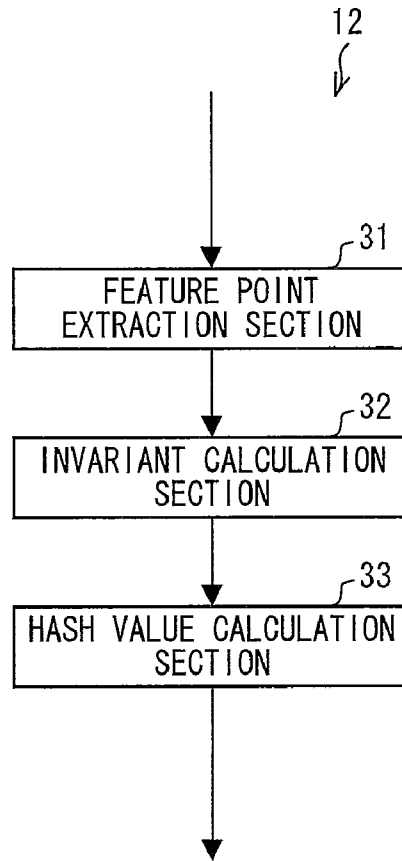 12
31
FEATURE POINT
EXTRACTION SECTION
32
INVARIANT CALCULATION
SECTION
33
HASH VALUE CALCULATION
SECTION